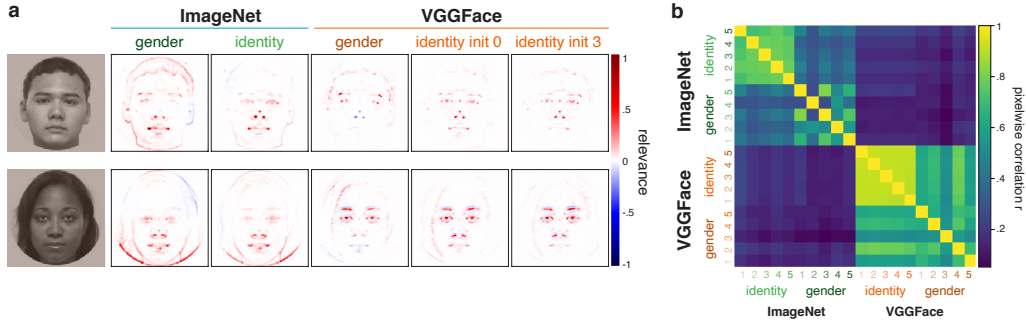 a
ImageNet
VGGFace
gender
identity
gender
identity init 0
identity init 3
1
.5
0
-.5
-1
relevance
b
ImageNet
VGGFace
identity
gender
identity
gender
5
4
3
2
1
5
4
3
2
1
5
4
3
2
1
5
4
3
2
1
1 2 3 4 5 1 2 3 4 5 1 2 3 4 5 1 2 3 4 5
identity gender identity gender
ImageNet VGGFace
1
.8
.6
.4
.2
pixelwise correlation r